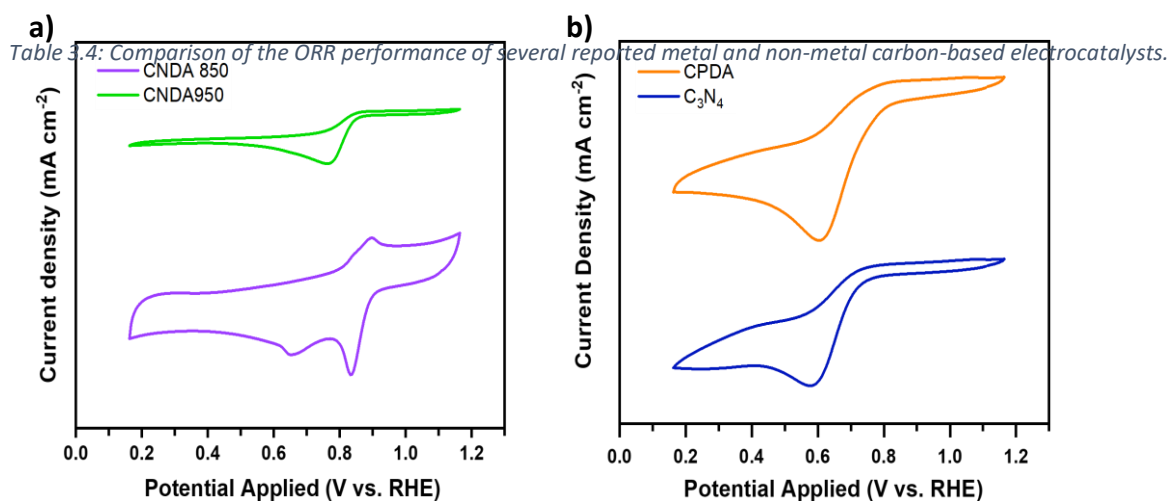 a)
b)
Table 3.4: Comparison of the ORR performance of several reported metal and non-metal carbon-based electrocatalysts.
CNDA 850
CNDA950
Current density (mA cm⁻²)
0.0 0.2 0.4 0.6 0.8 1.0 1.2
Potential Applied (V vs. RHE)
CPDA
C₃N₄
Current Density (mA cm⁻²)
0.0 0.2 0.4 0.6 0.8 1.0 1.2
Potential Applied (V vs. RHE)